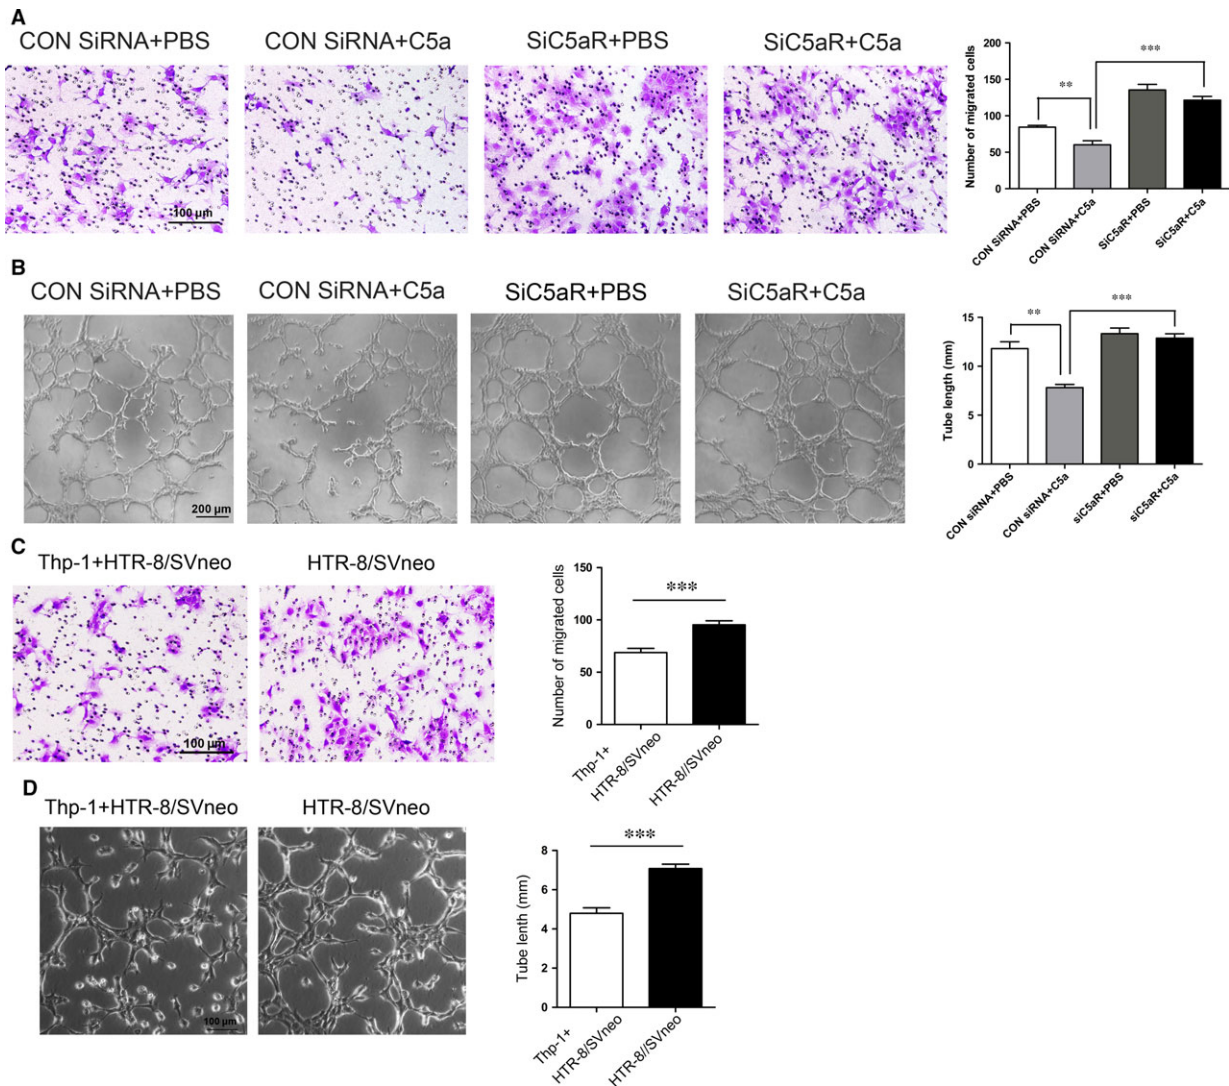 A
CON SiRNA+PBS
CON SiRNA+C5a
SiC5aR+PBS
SiC5aR+C5a
100 µm
Number of migrated cells
200
150
100
50
0
**
***
CON SiRNA+PBS
CON SiRNA+C5a
SiC5aR+PBS
SiC5aR+C5a
B
CON SiRNA+PBS
CON SiRNA+C5a
SiC5aR+PBS
SiC5aR+C5a
200 µm
Tube length (mm)
15
10
5
0
**
***
CON siRNA+PBS
CON siRNA+C5a
siC5aR+PBS
siC5aR+C5a
C
Thp-1+HTR-8/SVneo
HTR-8/SVneo
100 µm
Number of migrated cells
150
100
50
0
***
Thp-1+
HTR-8/SVneo
HTR-8//SVneo
D
Thp-1+HTR-8/SVneo
HTR-8/SVneo
100 µm
Tube lenth (mm)
8
6
4
2
0
***
Thp-1+
HTR-8/SVneo
HTR-8//SVneo